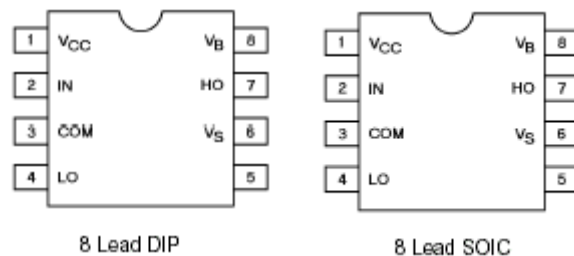 1 VCC VB 8
2 IN HO 7
3 COM VS 6
4 LO 5
8 Lead DIP
1 VCC VB 8
2 IN HO 7
3 COM VS 6
4 LO 5
8 Lead SOIC